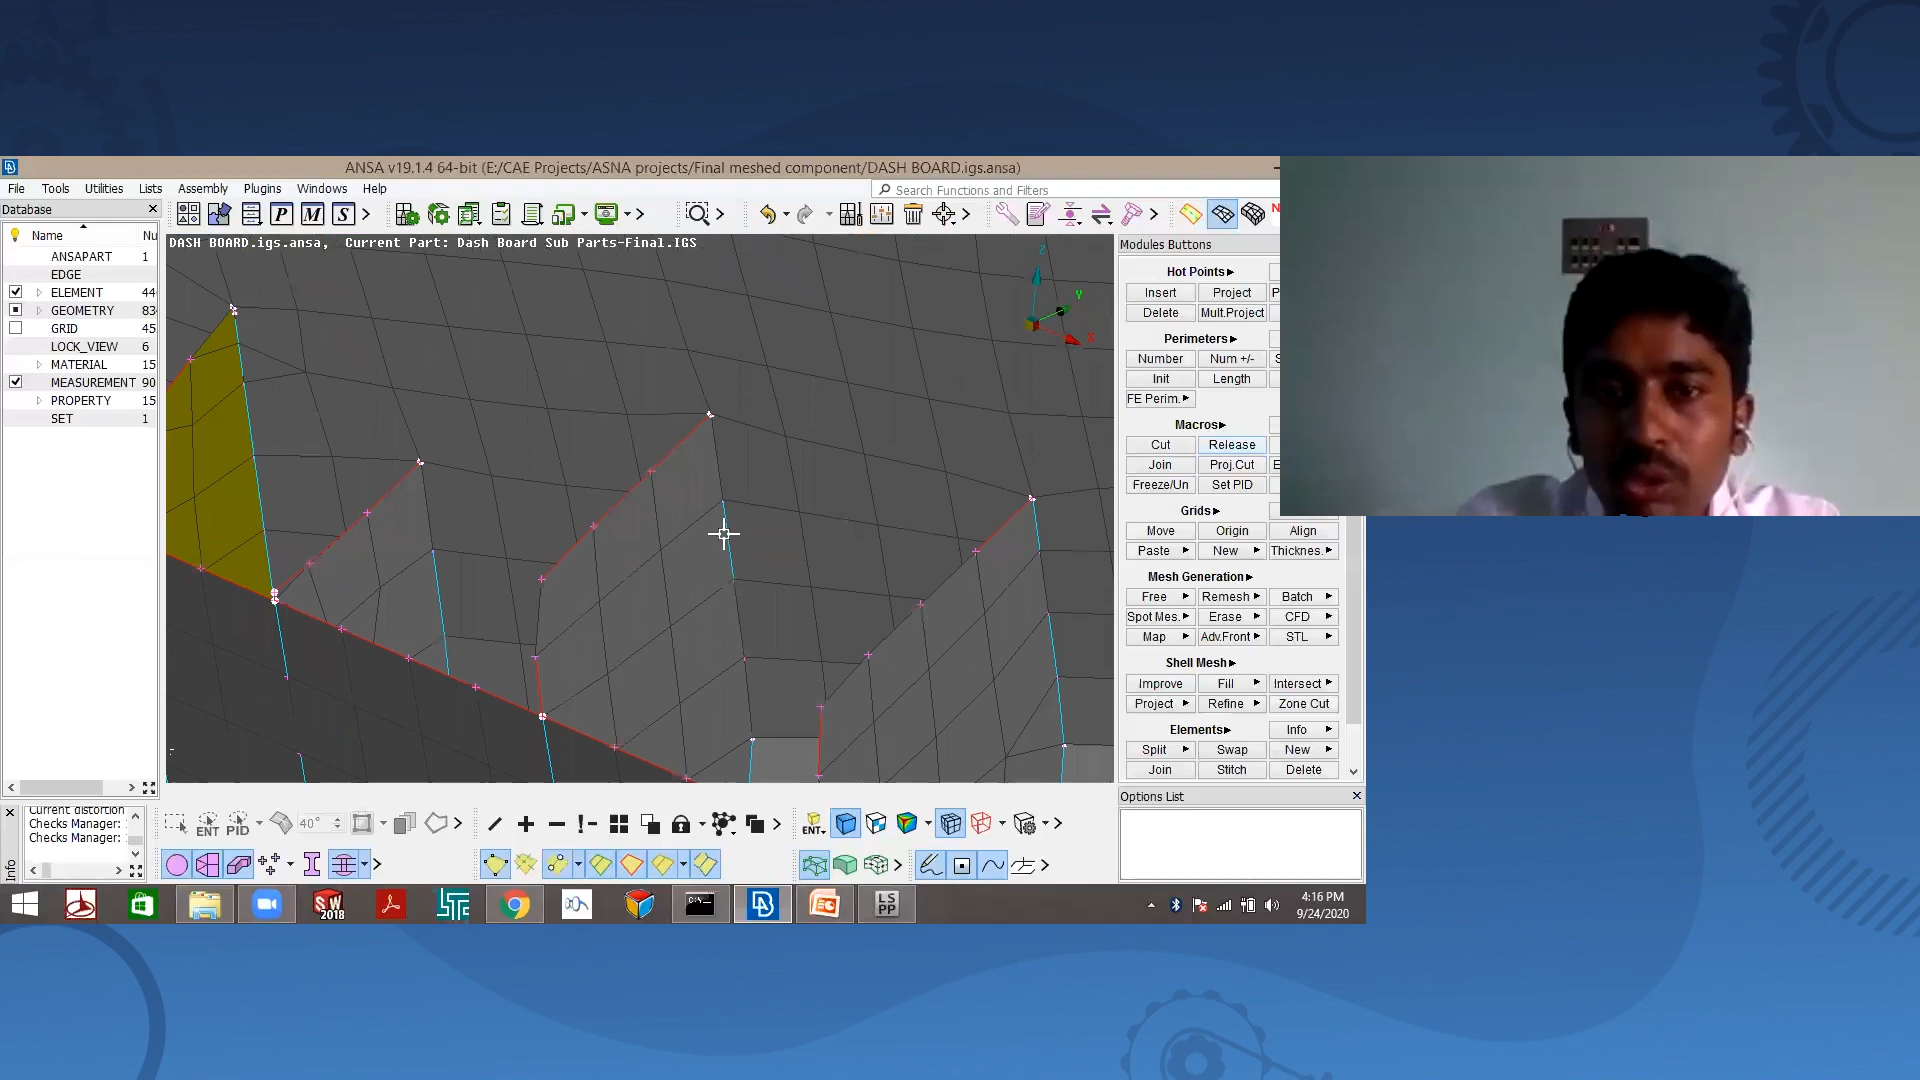 ANSA v19.1.4 64-bit (E:/CAE Projects/ASNA projects/Final meshed component/DASH BOARD.igs.ansa)
File Tools Utilities Lists Assembly Plugins Windows Help
Search Functions and Filters
Database
P M S
Name Nu
DASH BOARD.igs.ansa, Current Part: Dash Board Sub Parts-Final.IGS
Modules Buttons
ANSAPART 1
EDGE
ELEMENT 44
GEOMETRY 83
GRID 45
LOCK_VIEW 6
MATERIAL 15
MEASUREMENT 90
PROPERTY 15
SET 1
Z
Y
X
Hot Points
Insert Project P
Delete Mult.Project
Perimeters
Number Num +/- S
Init Length
FE Perim.
Macros
Cut Release
Join Proj.Cut E
Freeze/Un Set PID
Grids
Move Origin Align
Paste New Thicknes.
Mesh Generation
Free Remesh Batch
Spot Mes. Erase CFD
Map Adv.Front STL
Shell Mesh
Improve Fill Intersect
Project Refine Zone Cut
Elements Info
Split Swap New
Join Stitch Delete
Options List
Info
Current distortion
Checks Manager:
Checks Manager:
ENT PID 40°
ENT
SW 2018
LS PP
4:16 PM
9/24/2020